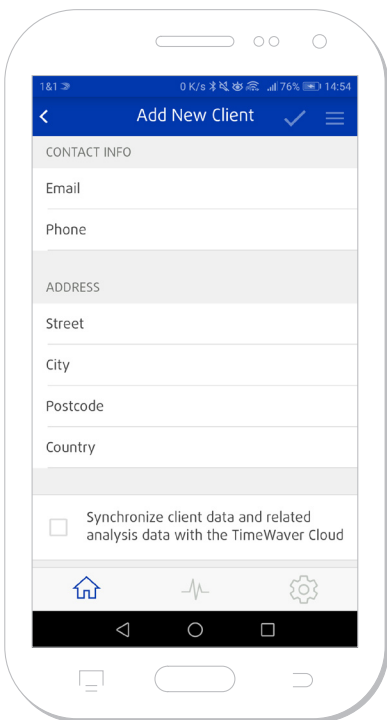 1&1
0 K/s 76% 14:54
Add New Client
CONTACT INFO
Email
Phone
ADDRESS
Street
City
Postcode
Country
Synchronize client data and related
analysis data with the TimeWaver Cloud